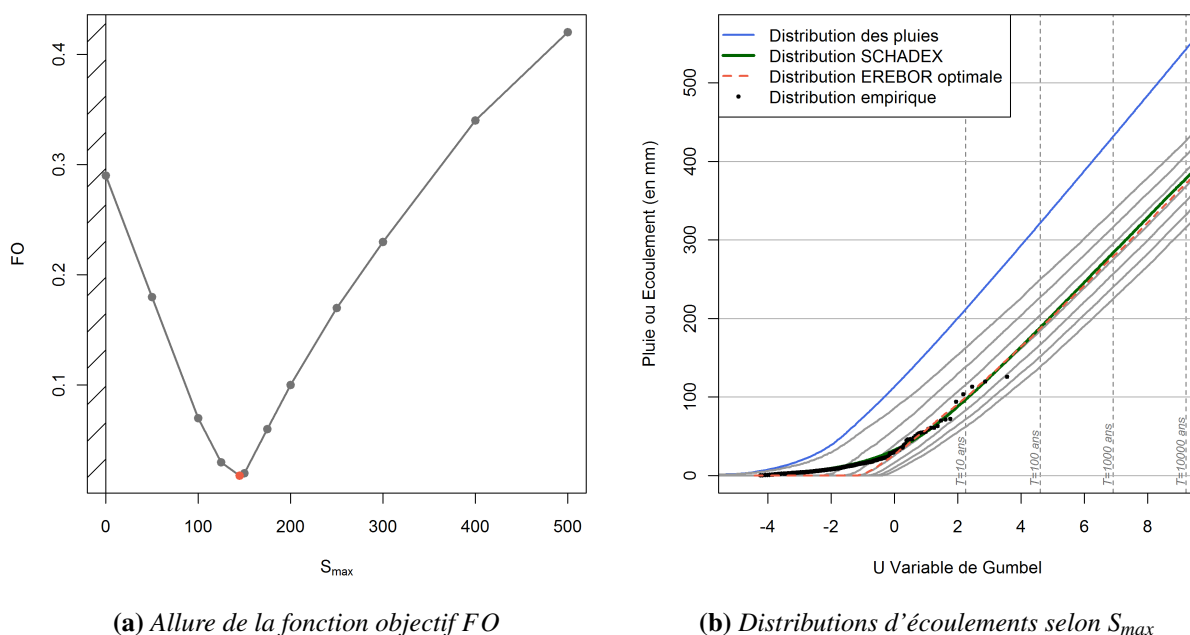 FO
0.4
0.3
0.2
0.1
0 100 200 300 400 500
S_max
(a) Allure de la fonction objectif FO
Distribution des pluies
Distribution SCHADEX
Distribution EREBOR optimale
Distribution empirique
Pluie ou Ecoulement (en mm)
500
400
300
200
100
0
T=10 ans
T=100 ans
T=1000 ans
T=10000 ans
-4 -2 0 2 4 6 8
U Variable de Gumbel
(b) Distributions d'écoulements selon S_max